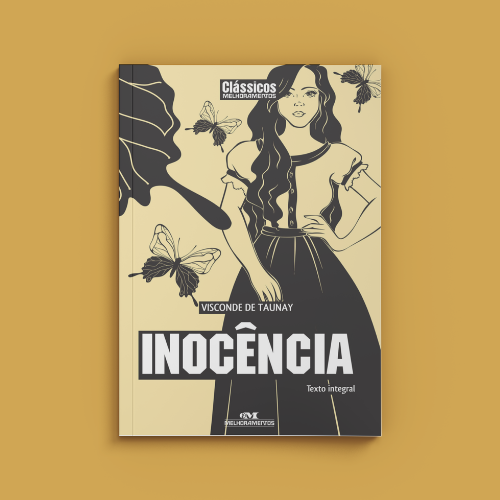 Clássicos
MELHORAMENTOS
VISCONDE DE TAUNAY
INOCÊNCIA
Texto integral
MELHORAMENTOS